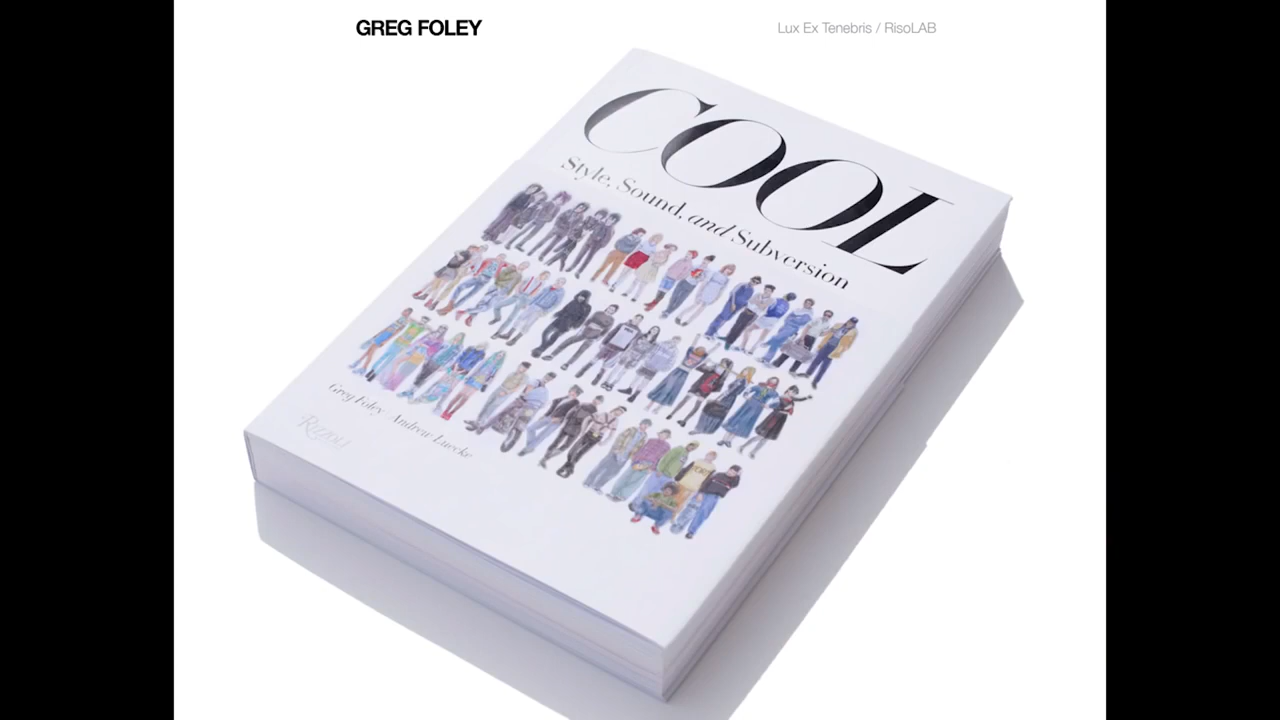 GREG FOLEY
Lux Ex Tenebris / RisoLAB
COOL
Style, Sound, and Subversion
Greg Foley Andrew Luecke
RIZZOLI